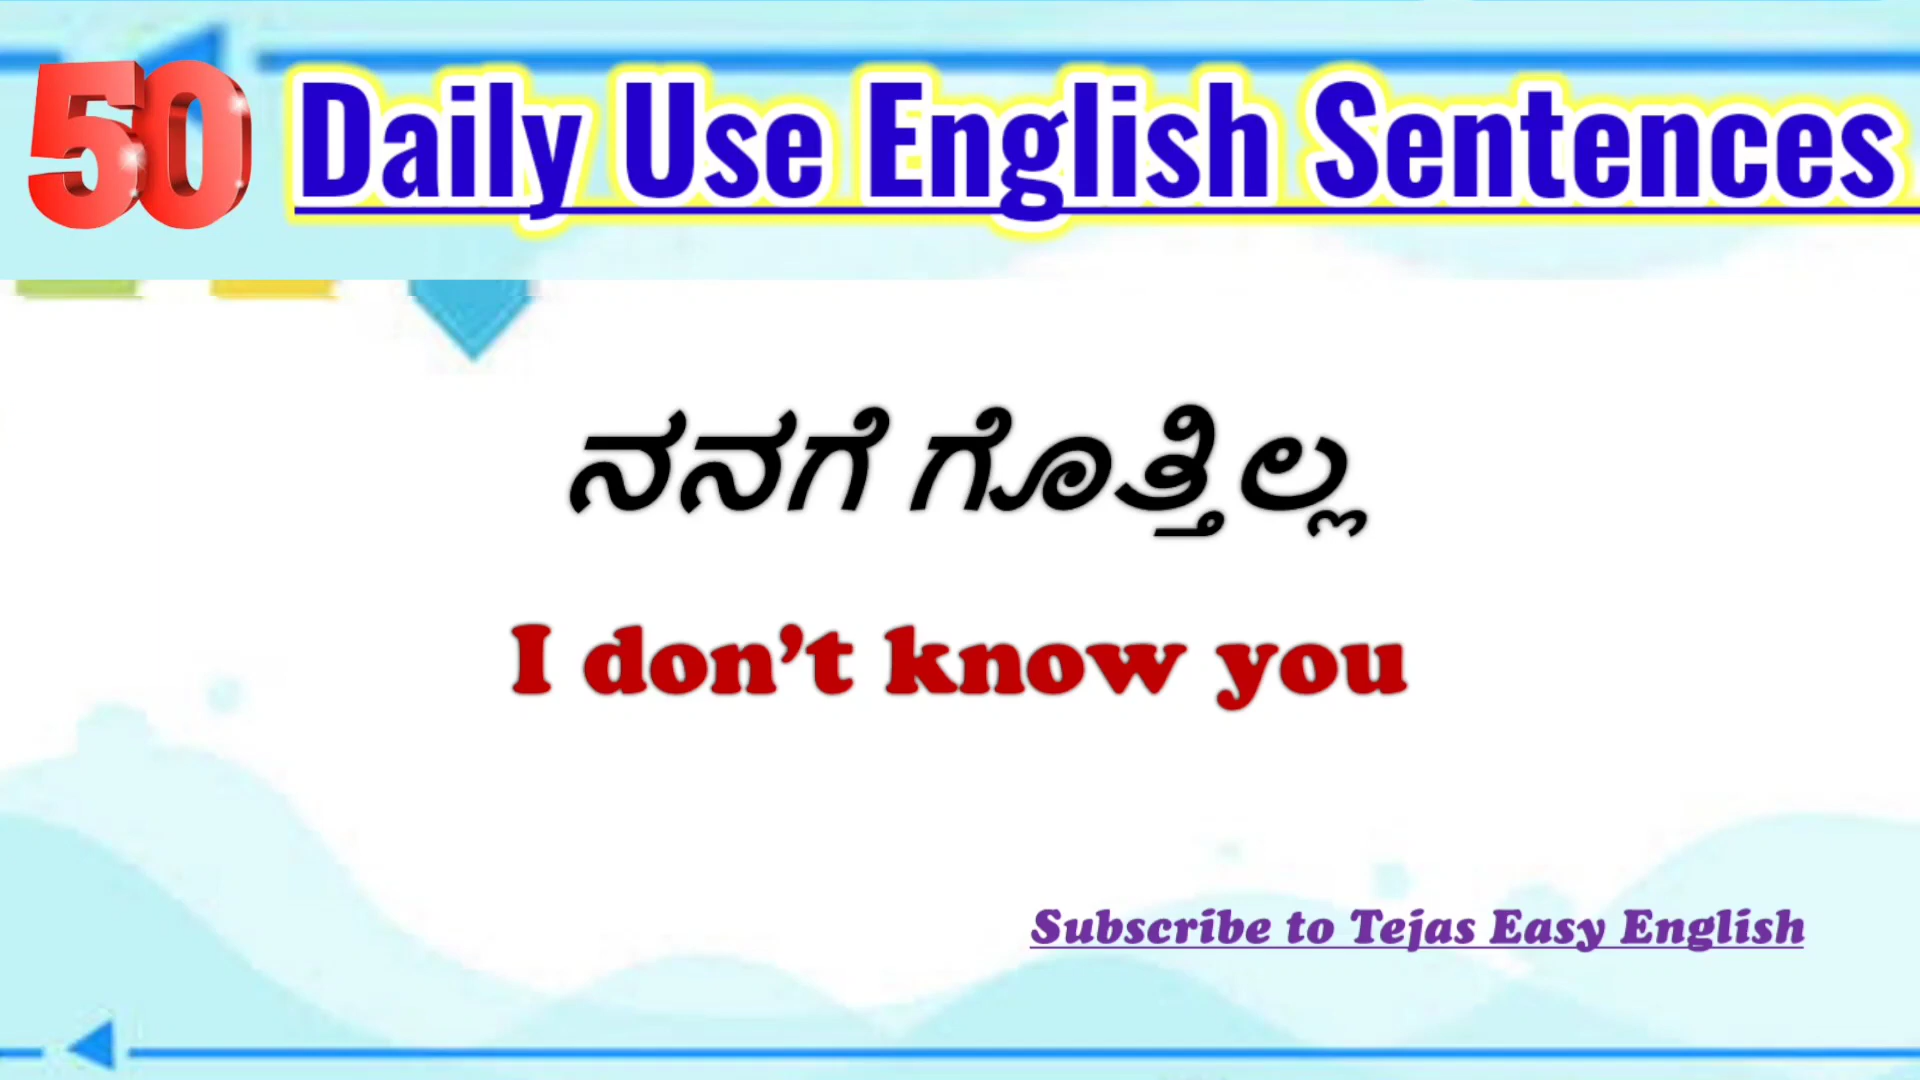 50 Daily Use English Sentences
ನನಗೆ ಗೊತ್ತಿಲ್ಲ
I don’t know you
Subscribe to Tejas Easy English